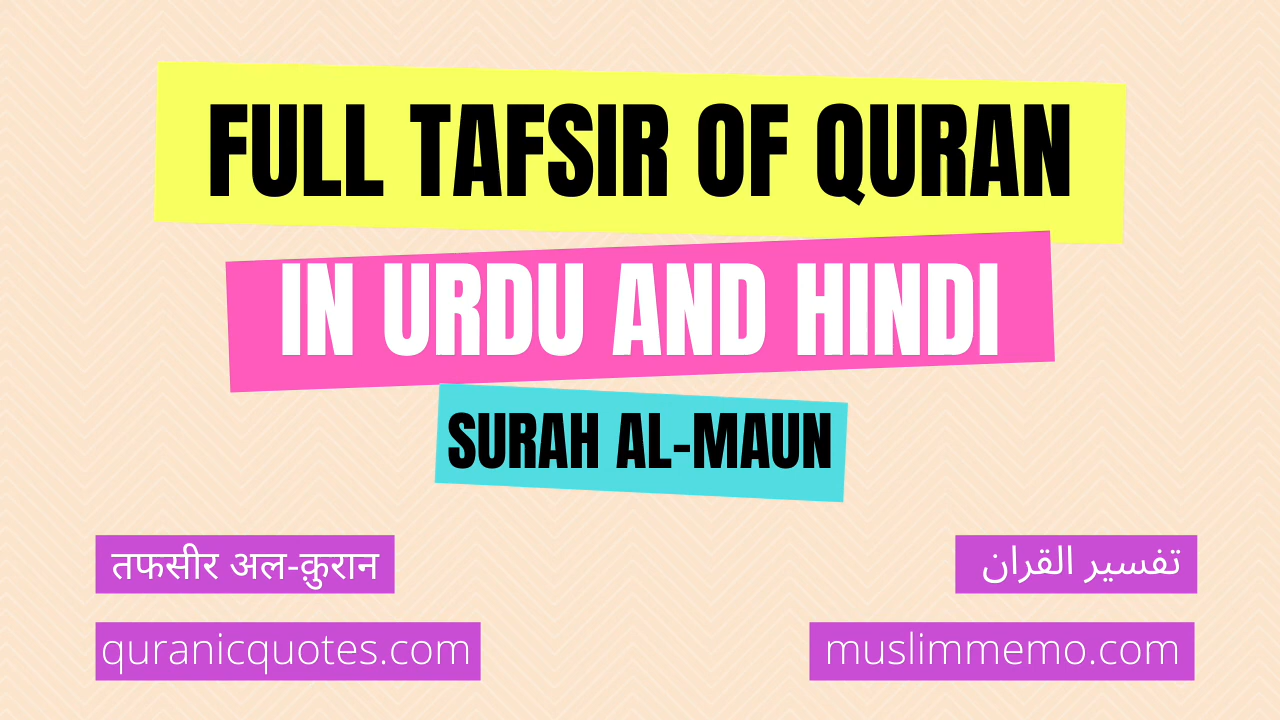 FULL TAFSIR OF QURAN
IN URDU AND HINDI
SURAH AL-MAUN
तफसीर अल-क़ुरान
تفسير القران
quranicquotes.com
muslimmemo.com